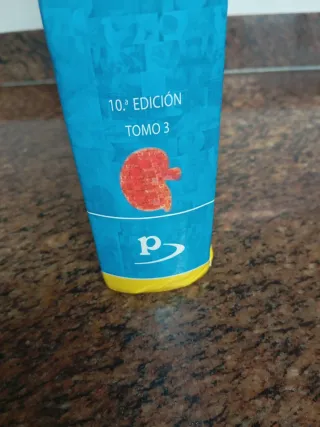 10.ª EDICIÓN
TOMO 3
p